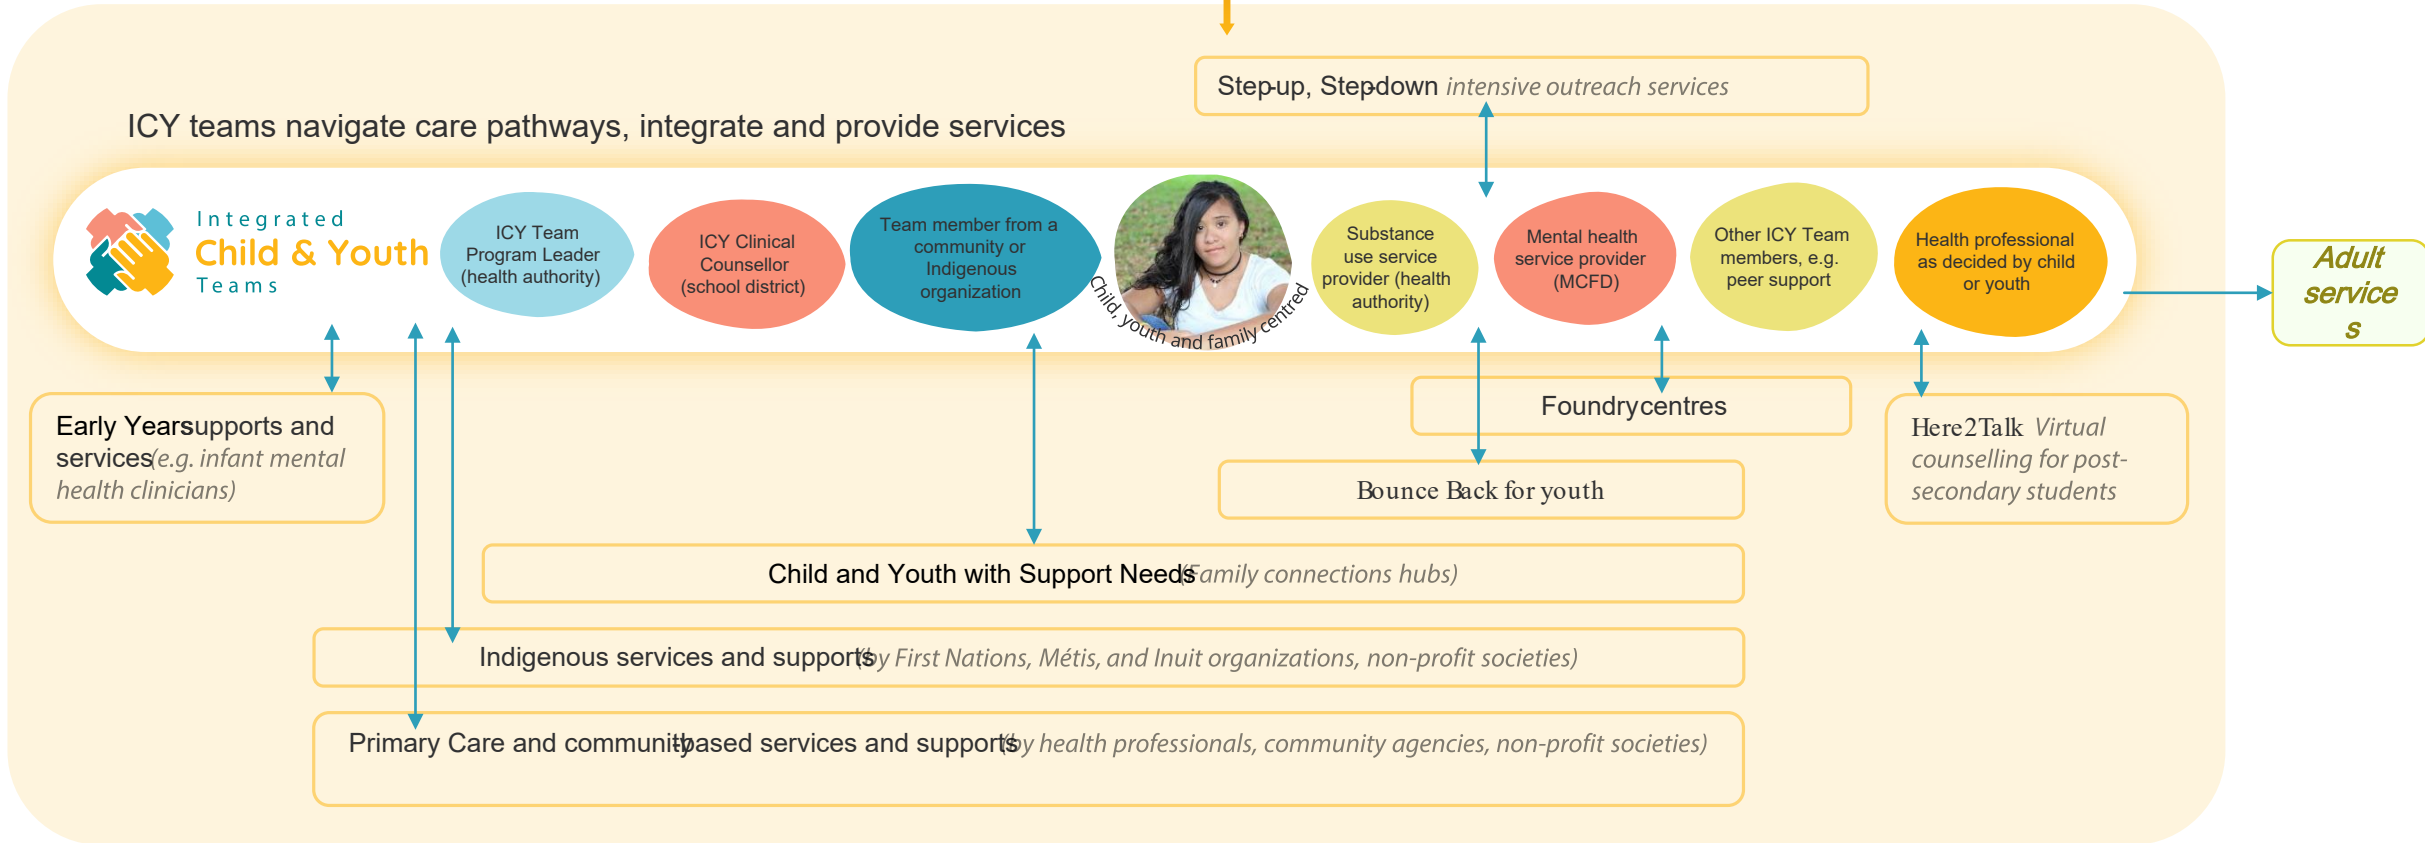 Step-up, Step-down intensive outreach services
ICY teams navigate care pathways, integrate and provide services
Integrated
Child & Youth
Teams
ICY Team
Program Leader
(health authority)
ICY Clinical
Counsellor
(school district)
Team member from a
community or
Indigenous
organization
Child, youth and family centred
Substance
use service
provider (health
authority)
Mental health
service provider
(MCFD)
Other ICY Team
members, e.g.
peer support
Health professional
as decided by child
or youth
Adult
service
s
Early Years supports and
services (e.g. infant mental
health clinicians)
Foundrycentres
Here2Talk Virtual
counselling for post-
secondary students
Bounce Back for youth
Child and Youth with Support Needs (Family connections hubs)
Indigenous services and supports (by First Nations, Métis, and Inuit organizations, non-profit societies)
Primary Care and community-based services and supports (by health professionals, community agencies, non-profit societies)